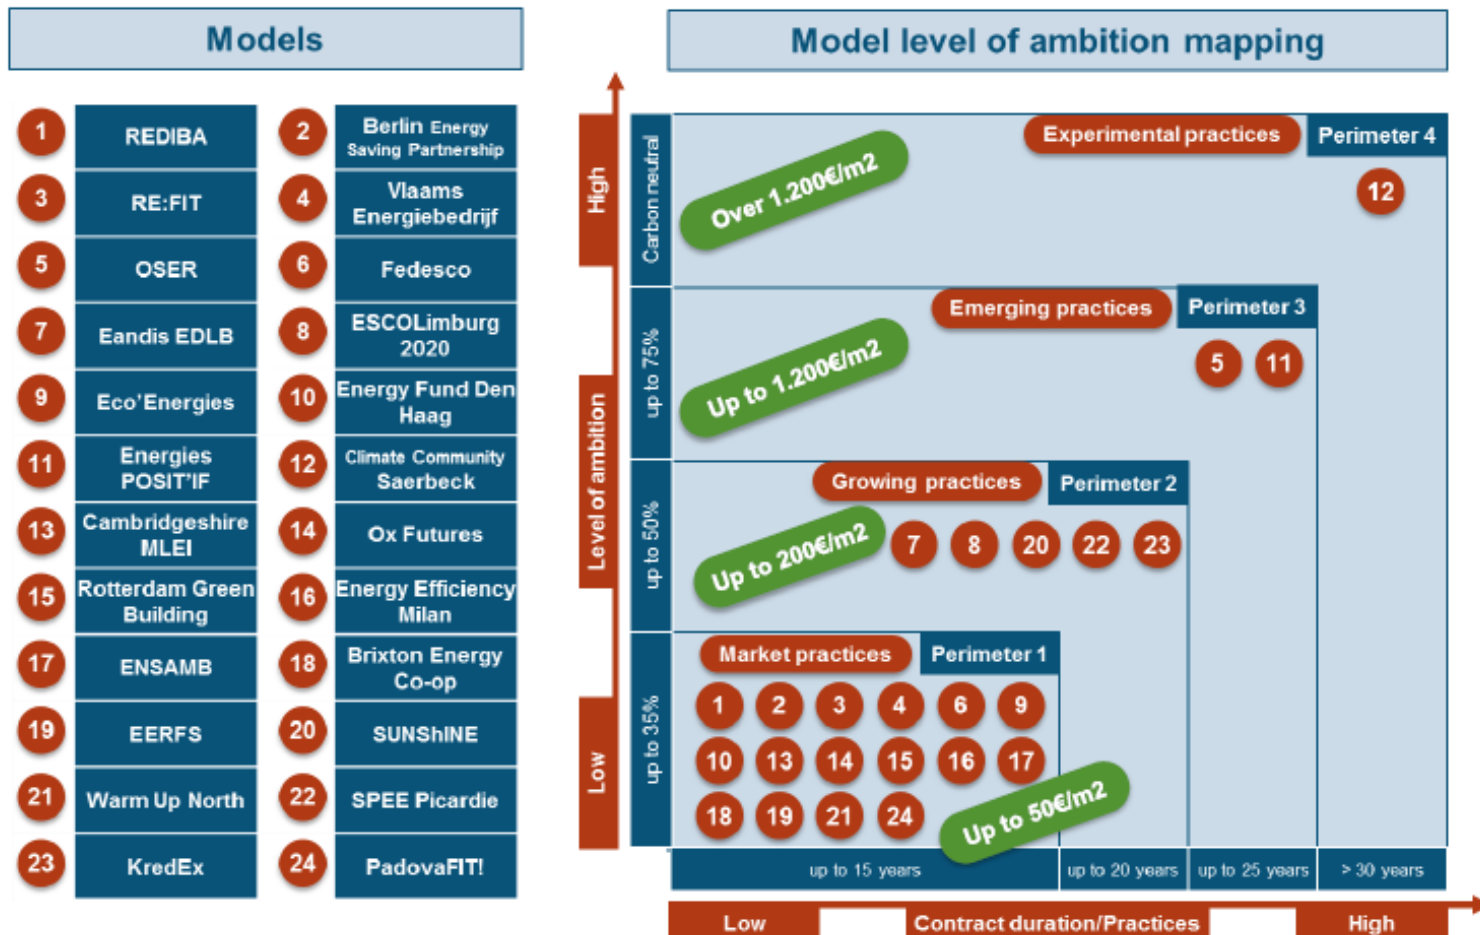 Models
1
REDIBA
2
Berlin Energy
Saving Partnership
3
RE:FIT
4
Vlaams
Energiebedrijf
5
OSER
6
Fedesco
7
Eandis EDLB
8
ESCOLimburg
2020
9
Eco'Energies
10
Energy Fund Den
Haag
11
Energies
POSIT'IF
12
Climate Community
Saerbeck
13
Cambridgeshire
MLEI
14
Ox Futures
15
Rotterdam Green
Building
16
Energy Efficiency
Milan
17
ENSAMB
18
Brixton Energy
Co-op
19
EERFS
20
SUNShINE
21
Warm Up North
22
SPEE Picardie
23
KredEx
24
PadovaFIT!
Model level of ambition mapping
High
Level of ambition
Low
Carbon neutral
up to 75%
up to 50%
up to 35%
Over 1.200€/m2
Experimental practices
Perimeter 4
12
Up to 1.200€/m2
Emerging practices
Perimeter 3
5 11
Up to 200€/m2
Growing practices
Perimeter 2
7 8 20 22 23
Market practices
Perimeter 1
1 2 3 4 6 9
10 13 14 15 16 17
18 19 21 24
Up to 50€/m2
up to 15 years
up to 20 years
up to 25 years
> 30 years
Low
Contract duration/Practices
High